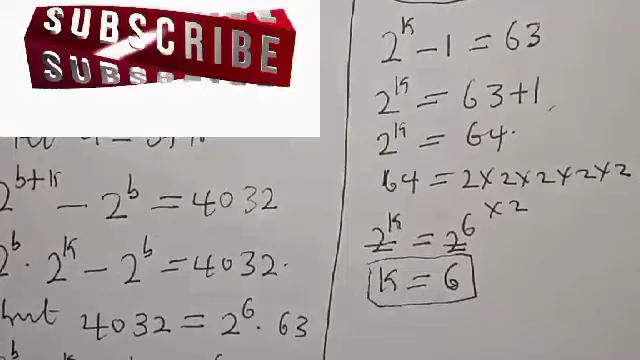 SUBSCRIBE
2^{b+k} - 2^b = 4032
2^b · 2^k - 2^b = 4032.
but 4032 = 2^6 · 63
2^k - 1 = 63
2^k = 63+1
2^k = 64.
64 = 2×2×2×2×2
×2
2^k = 2^6
k = 6